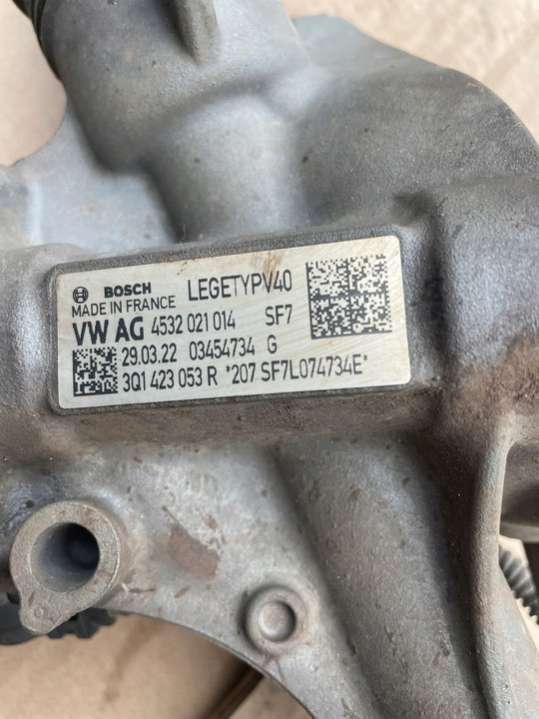 BOSCH LEGETYPV40
MADE IN FRANCE
VW AG 4532 021 014 SF7
29.03.22 03454734 G
3Q1 423 053 R *207 SF7L074734E*